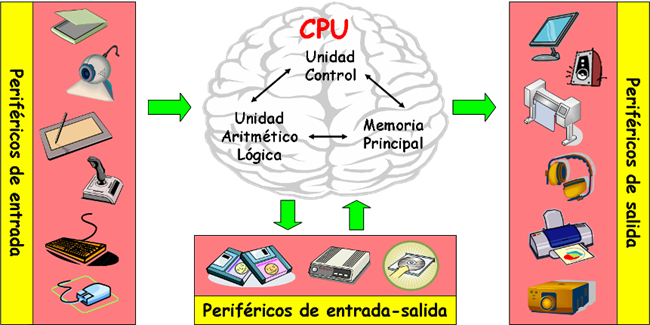 Periféricos de entrada
CPU
Unidad
Control
Unidad
Aritmético
Lógica
Memoria
Principal
Periféricos de entrada-salida
Periféricos de salida